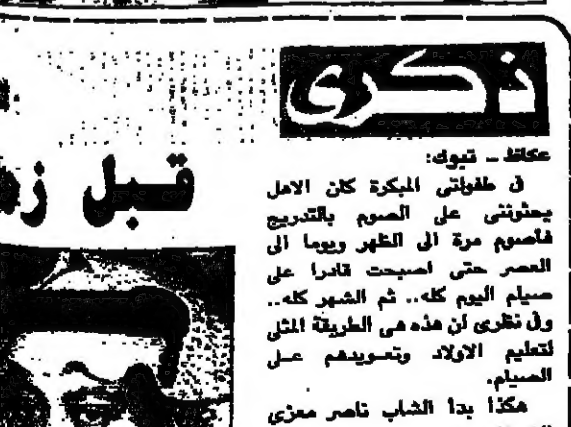 ذكرى
قبل
عكاظ ـ تبوك:
في طفولتي المبكرة كان الاهل
يحثونني على الصوم بالتدريج
فأصوم مرة الى الظهر ويوما الى
العصر حتى اصبحت قادرا على
صيام اليوم كله.. ثم الشهر كله..
وفي نظري ان هذه هي الطريقة المثلى
لتعليم الاولاد وتعويدهم على
الصيام.
هكذا بدأ الشاب ناصر معزي